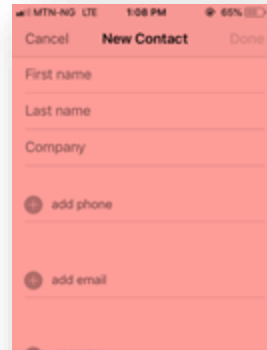 MTN-NG LTE 1:08 PM 65%
Cancel New Contact Done
First name
Last name
Company
add phone
add email